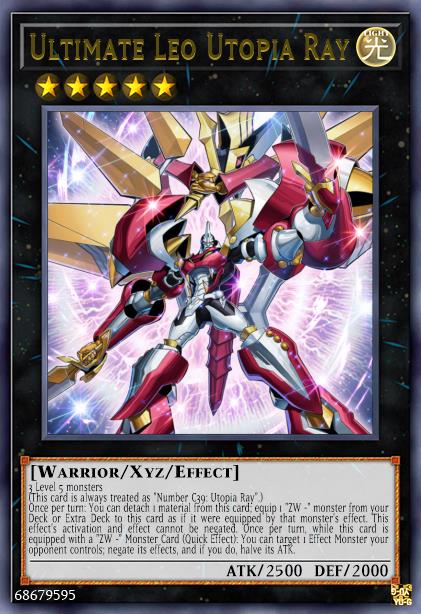 ULTIMATE LEO UTOPIA RAY
LIGHT
光
[WARRIOR/XYZ/EFFECT]
3 Level 5 monsters
(This card is always treated as "Number C39: Utopia Ray".)
Once per turn: You can detach 1 material from this card; equip 1 "ZW -" monster from your
Deck or Extra Deck to this card as if it were equipped by that monster's effect. This
effect's activation and effect cannot be negated. Once per turn, while this card is
equipped with a "ZW -" Monster Card (Quick Effect): You can target 1 Effect Monster your
opponent controls; negate its effects, and if you do, halve its ATK.
ATK/2500 DEF/2000
68679595